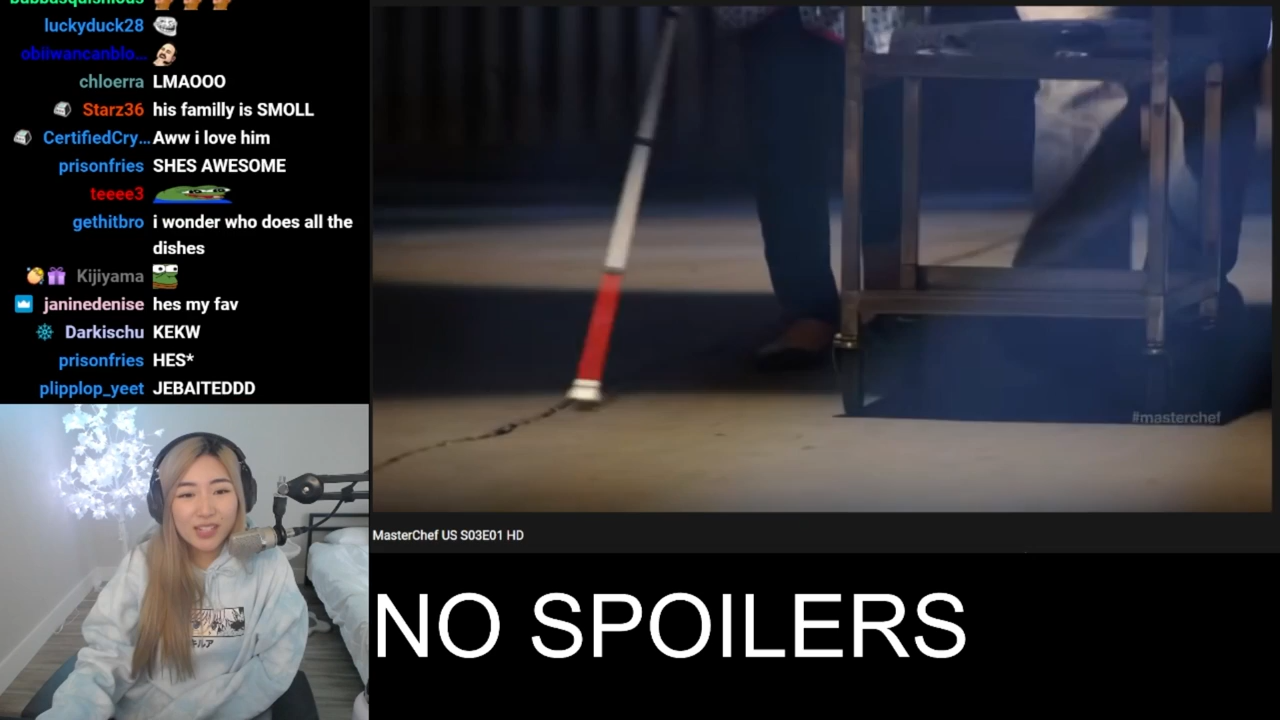 luckyduck28
obiiwancanblo...
chloerra LMAOOO
Starz36 his familly is SMOLL
CertifiedCry... Aww i love him
prisonfries SHES AWESOME
teeee3
gethitbro i wonder who does all the
dishes
Kijiyama
janinedenise hes my fav
Darkischu KEKW
prisonfries HES*
plipplop_yeet JEBAITEDDD
#masterchef
MasterChef US S03E01 HD
NO SPOILERS